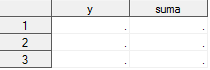 y suma
1 . .
2 . .
3 . .